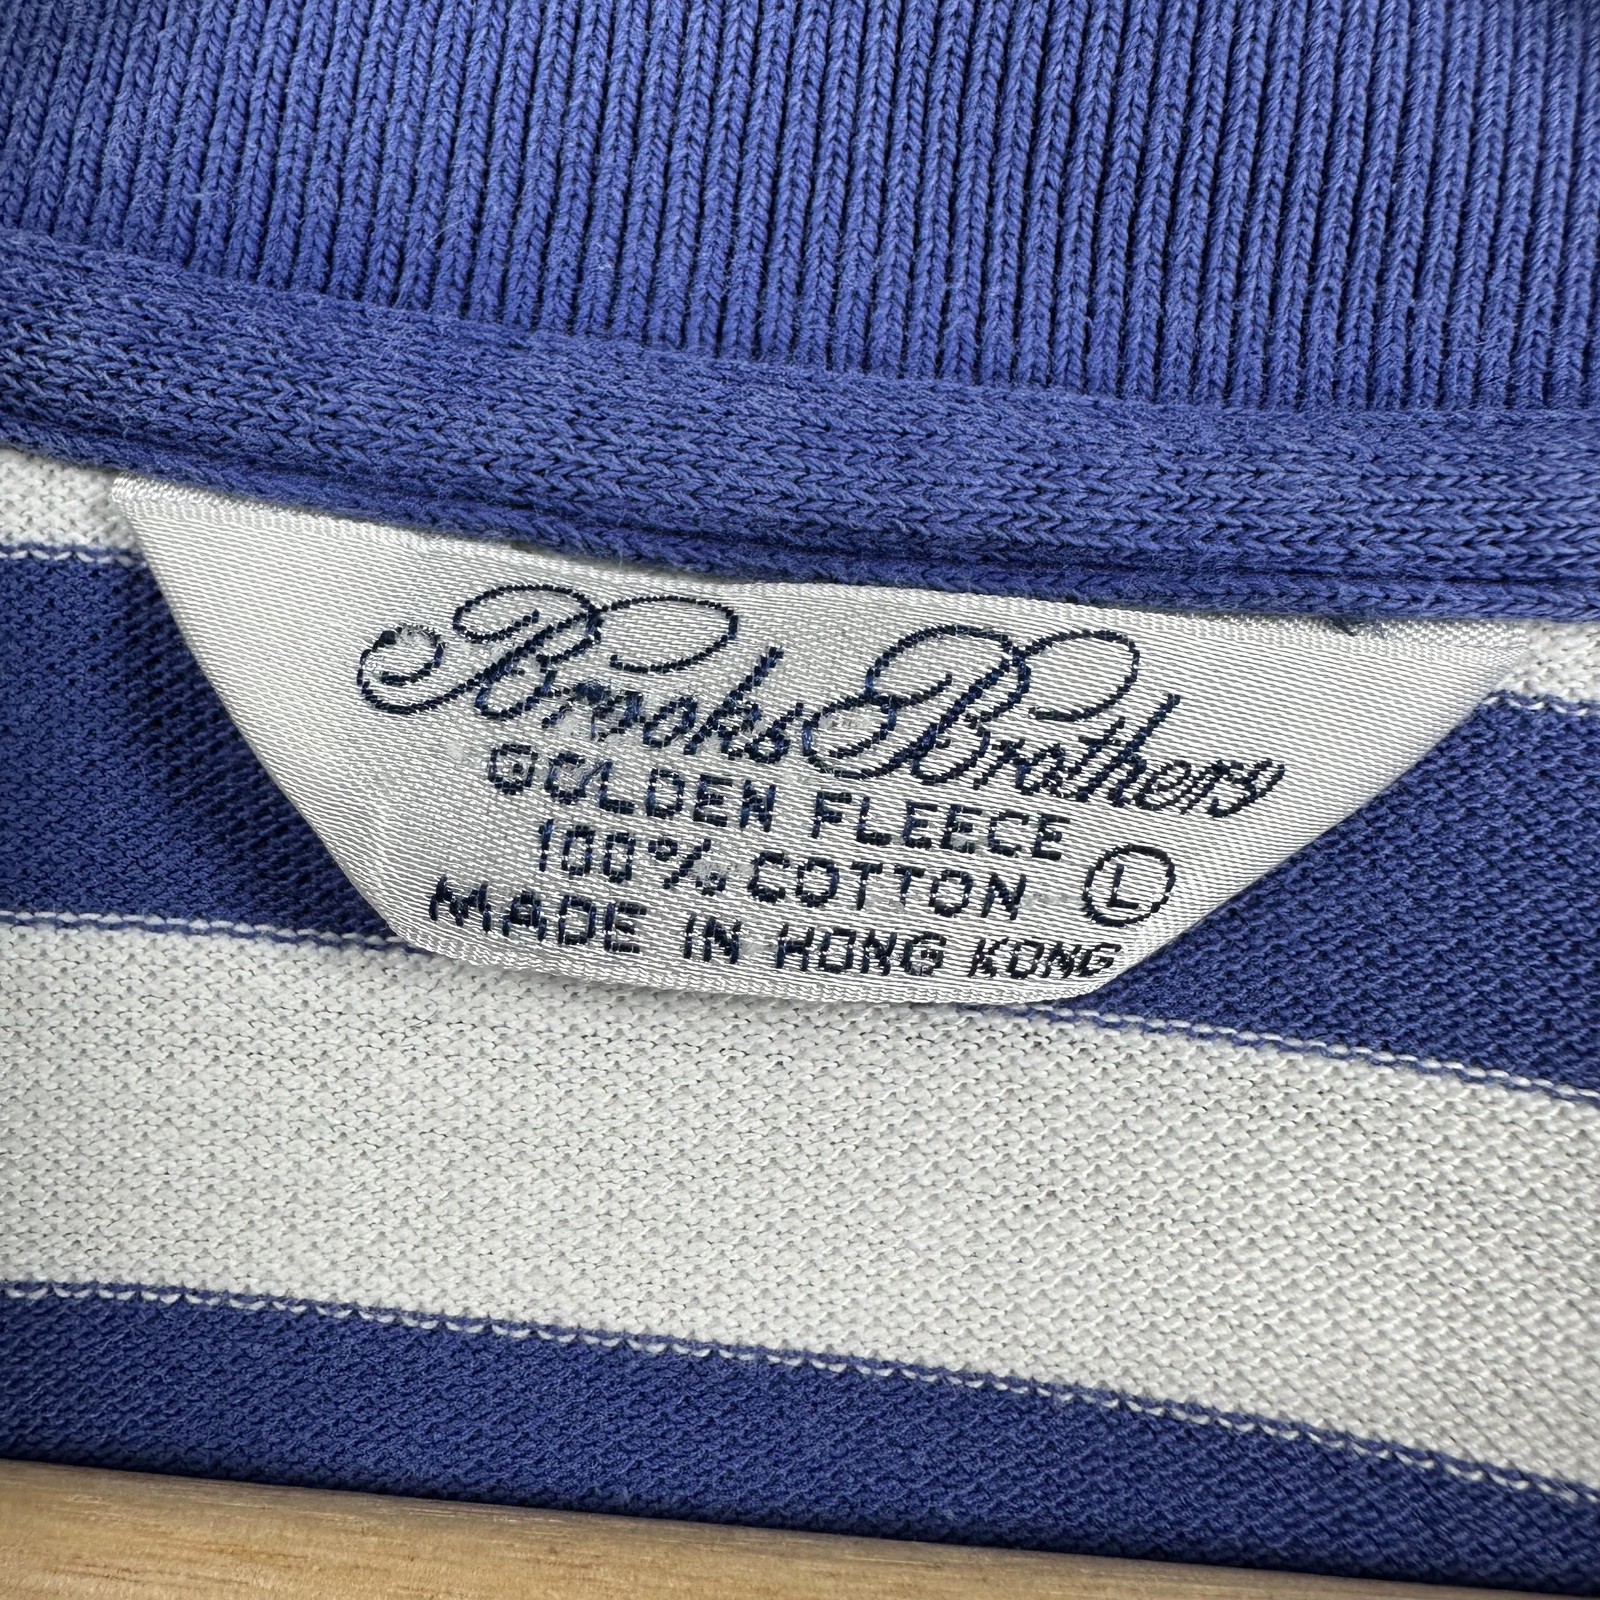 Brooks Brothers
GOLDEN FLEECE
100% COTTON L
MADE IN HONG KONG